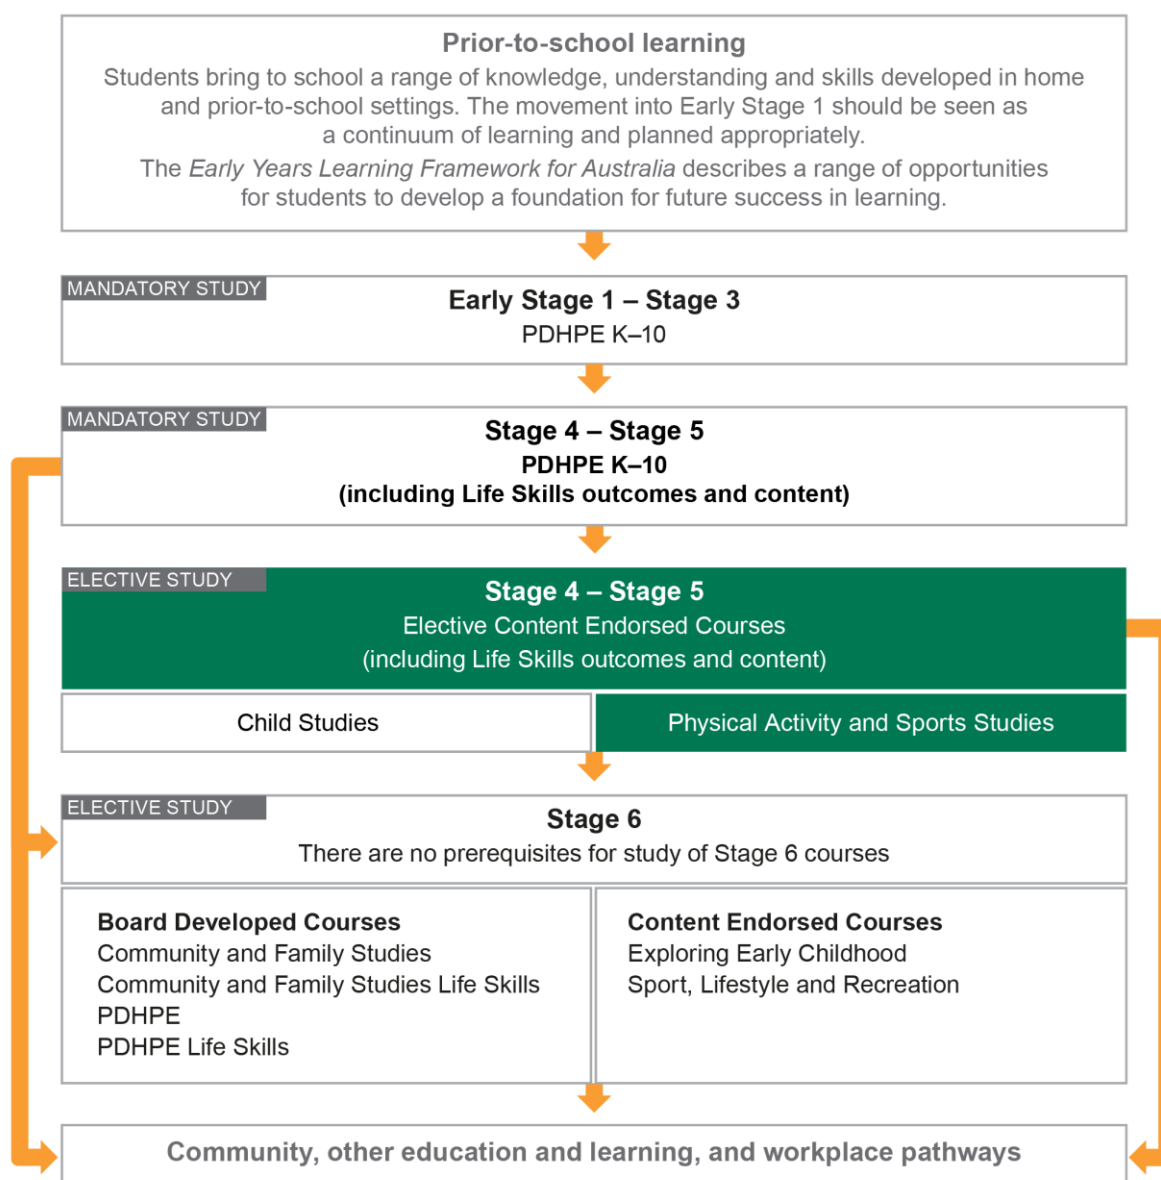 Prior-to-school learning
Students bring to school a range of knowledge, understanding and skills developed in home
and prior-to-school settings. The movement into Early Stage 1 should be seen as
a continuum of learning and planned appropriately.
The Early Years Learning Framework for Australia describes a range of opportunities
for students to develop a foundation for future success in learning.
MANDATORY STUDY
Early Stage 1 – Stage 3
PDHPE K–10
MANDATORY STUDY
Stage 4 – Stage 5
PDHPE K–10
(including Life Skills outcomes and content)
ELECTIVE STUDY
Stage 4 – Stage 5
Elective Content Endorsed Courses
(including Life Skills outcomes and content)
Child Studies
Physical Activity and Sports Studies
ELECTIVE STUDY
Stage 6
There are no prerequisites for study of Stage 6 courses
Board Developed Courses
Community and Family Studies
Community and Family Studies Life Skills
PDHPE
PDHPE Life Skills
Content Endorsed Courses
Exploring Early Childhood
Sport, Lifestyle and Recreation
Community, other education and learning, and workplace pathways